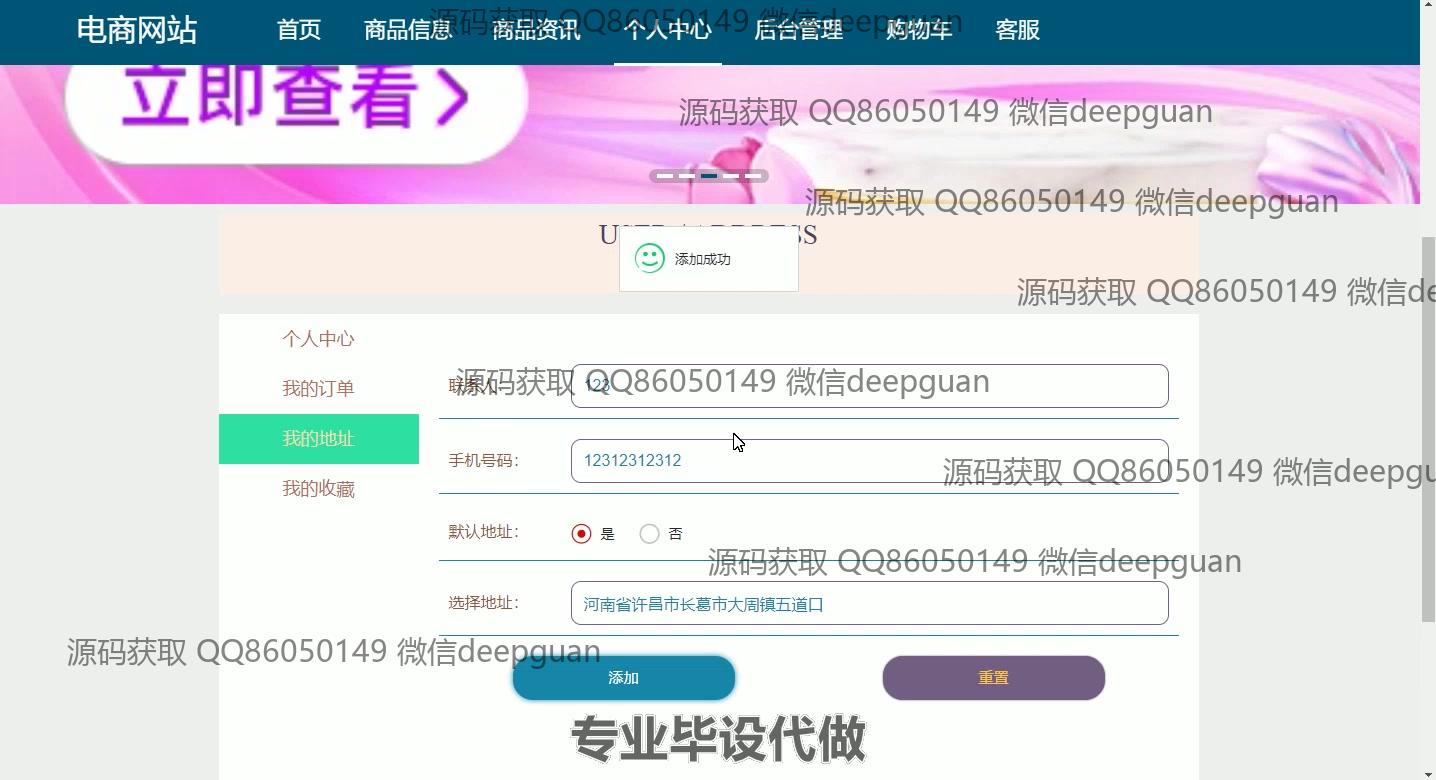 电商网站 首页 商品信息 商品资讯 个人中心 后台管理 购物车 客服
源码获取 QQ86050149 微信deepguan
立即查看
源码获取 QQ86050149 微信deepguan
源码获取 QQ86050149 微信deepguan
添加成功
源码获取 QQ86050149 微信de
个人中心
我的订单
我的地址
我的收藏
联系人: 123
源码获取 QQ86050149 微信deepguan
手机号码: 12312312312
源码获取 QQ86050149 微信deepgu
默认地址: 是 否
源码获取 QQ86050149 微信deepguan
选择地址: 河南省许昌市长葛市大周镇五道口
源码获取 QQ86050149 微信deepguan
添加 重置
专业毕设代做